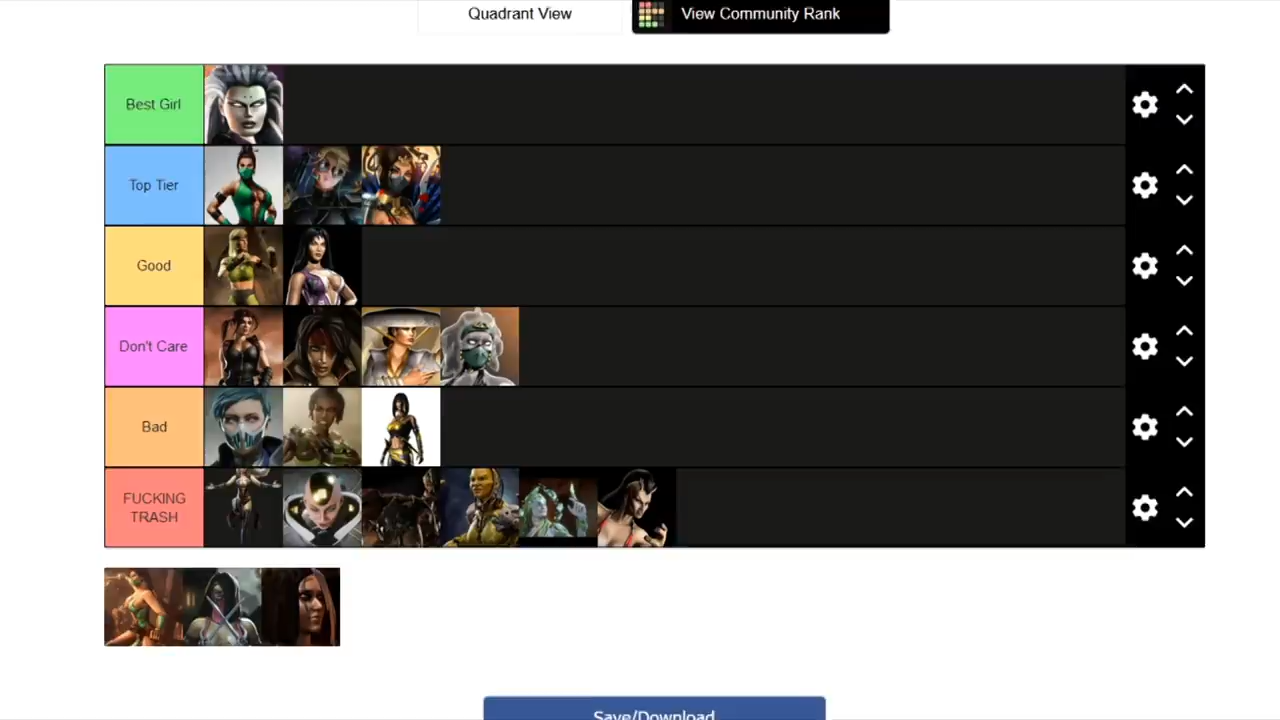 Quadrant View
View Community Rank
Best Girl
Top Tier
Good
Don't Care
Bad
FUCKING
TRASH
Save/Download